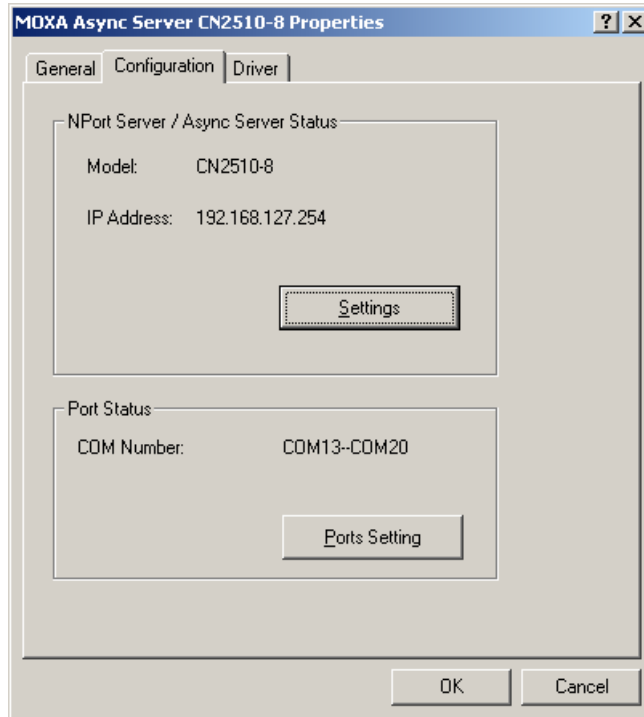 MOXA Async Server CN2510-8 Properties
General Configuration Driver
NPort Server / Async Server Status
Model: CN2510-8
IP Address: 192.168.127.254
Settings
Port Status
COM Number: COM13--COM20
Ports Setting
OK Cancel